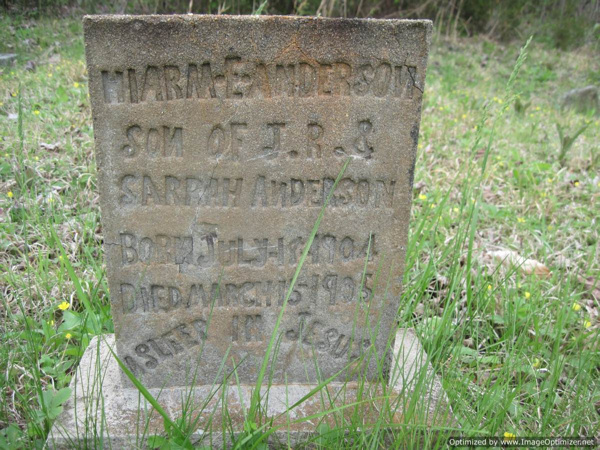 HIARM·E·ANDERSON
SON OF J.R.&
SARRAH ANDERSON
BORN JULY·19·1904
DIED MARCH 15 1905
ASLEEP IN JESUS
Optimized by www.ImageOptimizer.net